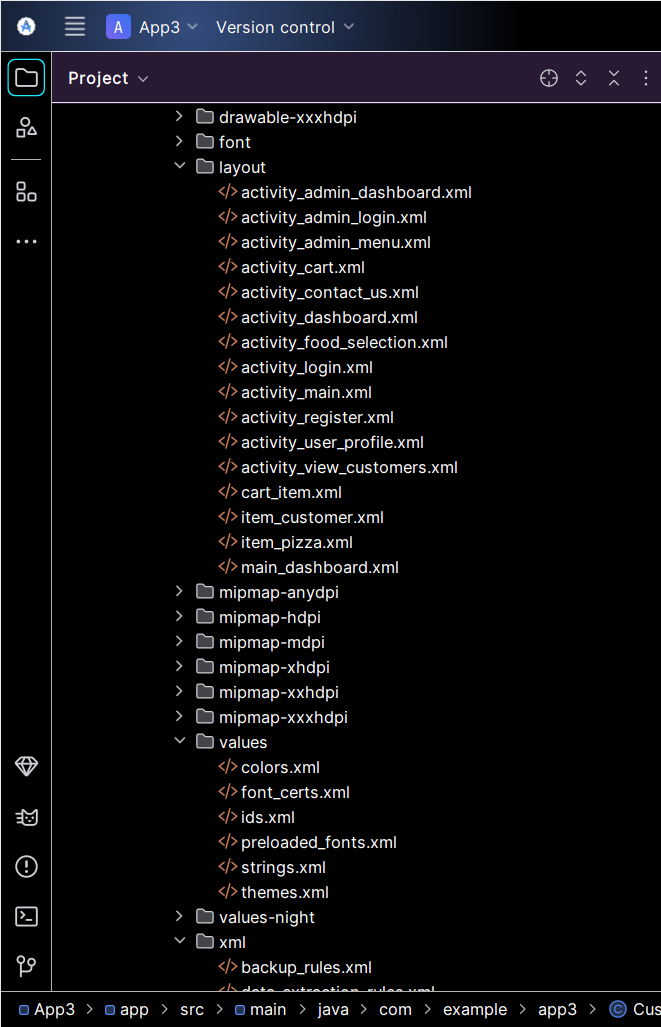 A App3 Version control
Project
drawable-xxxhdpi
font
layout
activity_admin_dashboard.xml
activity_admin_login.xml
activity_admin_menu.xml
activity_cart.xml
activity_contact_us.xml
activity_dashboard.xml
activity_food_selection.xml
activity_login.xml
activity_main.xml
activity_register.xml
activity_user_profile.xml
activity_view_customers.xml
cart_item.xml
item_customer.xml
item_pizza.xml
main_dashboard.xml
mipmap-anydpi
mipmap-hdpi
mipmap-mdpi
mipmap-xhdpi
mipmap-xxhdpi
mipmap-xxxhdpi
values
colors.xml
font_certs.xml
ids.xml
preloaded_fonts.xml
strings.xml
themes.xml
values-night
xml
backup_rules.xml
data_extraction_rules.xml
App3 > app > src > main > java > com > example > app3 > C Cus